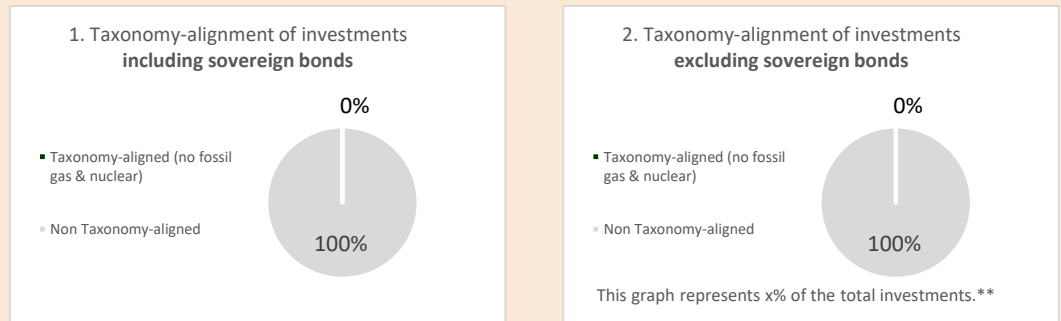 1. Taxonomy-alignment of investments
including sovereign bonds
0%
Taxonomy-aligned (no fossil
gas & nuclear)
Non Taxonomy-aligned
100%
2. Taxonomy-alignment of investments
excluding sovereign bonds
0%
Taxonomy-aligned (no fossil
gas & nuclear)
Non Taxonomy-aligned
100%
This graph represents x% of the total investments.**